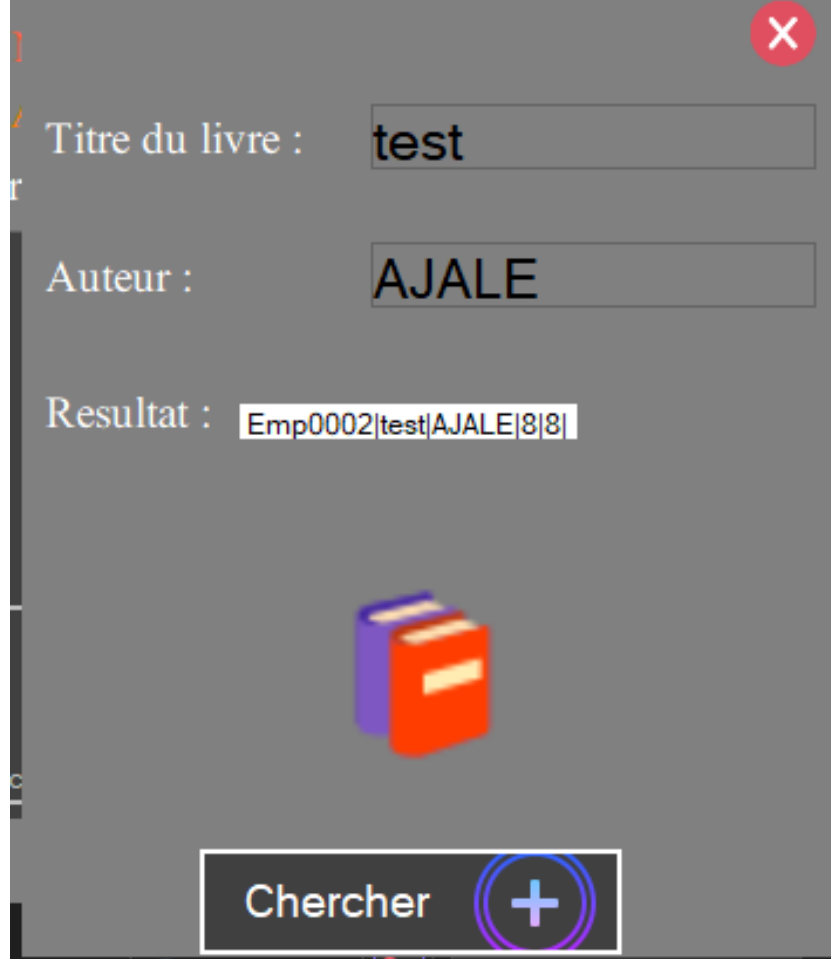 Titre du livre : test
Auteur : AJALE
Resultat : Emp0002|test|AJALE|8|8|
Chercher